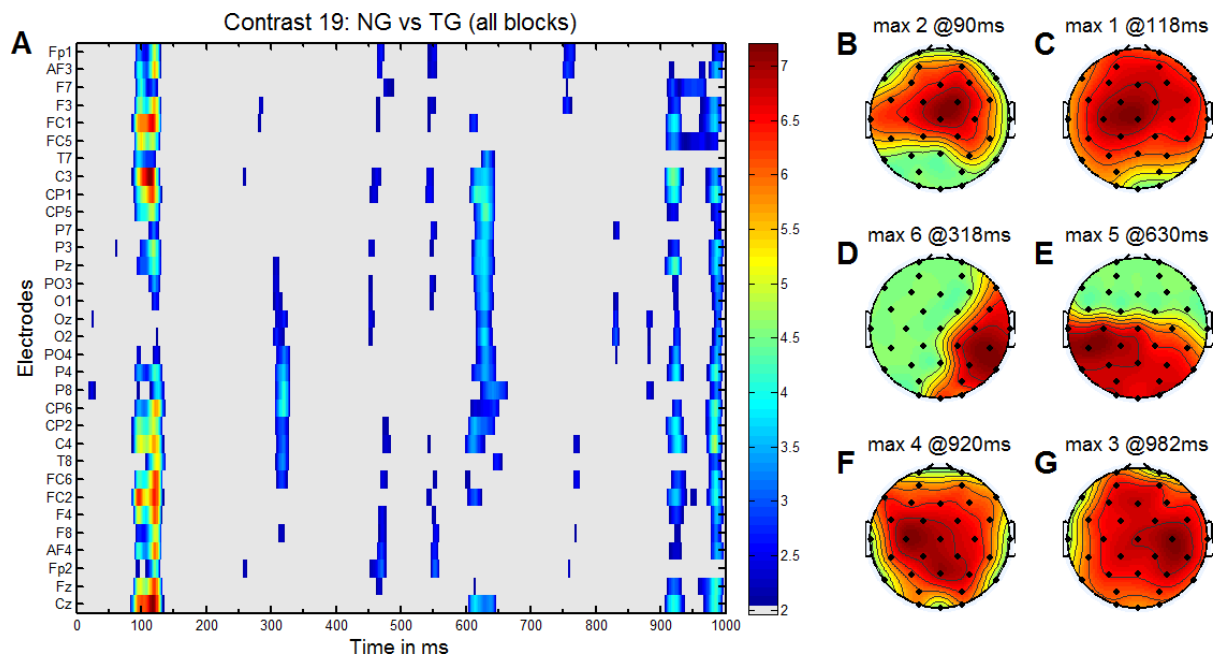 Contrast 19: NG vs TG (all blocks)
A
Electrodes
Fp1
AF3
F7
F3
FC1
FC5
T7
C3
CP1
CP5
P7
P3
Pz
PO3
O1
Oz
O2
PO4
P4
P8
CP6
CP2
C4
T8
FC6
FC2
F4
F8
AF4
Fp2
Fz
Cz
0 100 200 300 400 500 600 700 800 900 1000
Time in ms
7
6.5
6
5.5
5
4.5
4
3.5
3
2.5
2
B max 2 @90ms
C max 1 @118ms
D max 6 @318ms
E max 5 @630ms
F max 4 @920ms
G max 3 @982ms